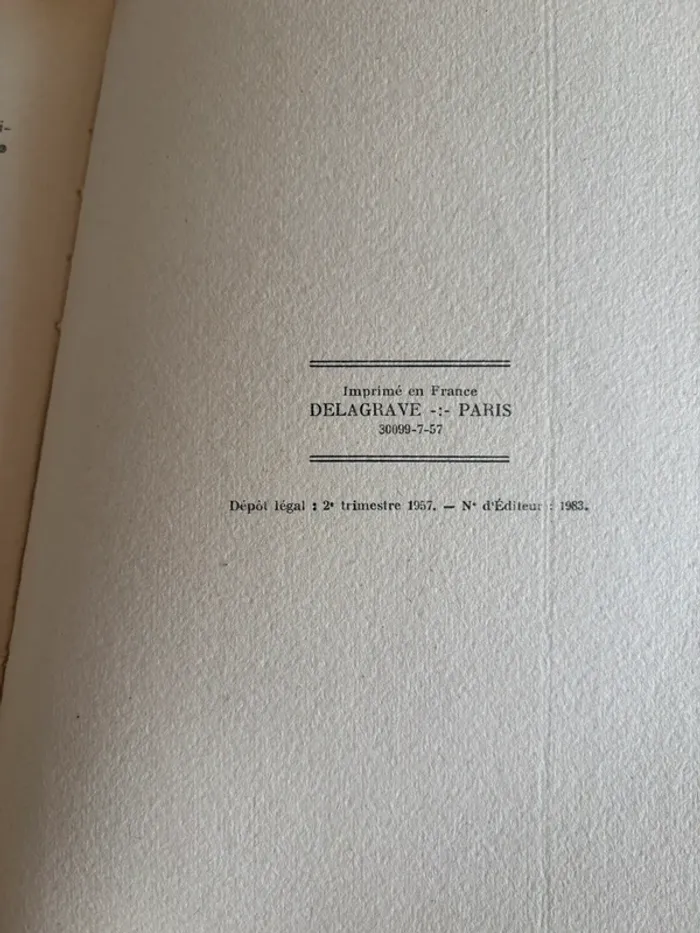 Imprimé en France
DELAGRAVE -:- PARIS
30099-7-57
Dépôt légal : 2e trimestre 1957. — N° d'Éditeur : 1983.